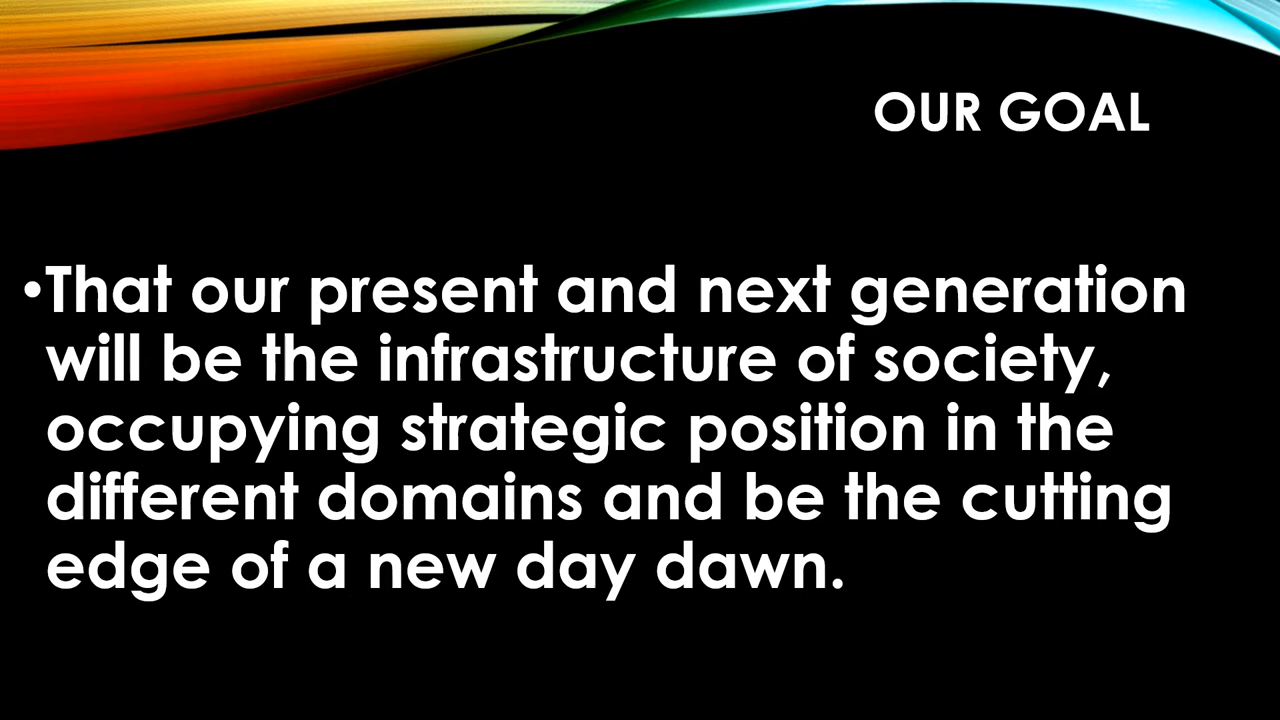 OUR GOAL
•That our present and next generation
will be the infrastructure of society,
occupying strategic position in the
different domains and be the cutting
edge of a new day dawn.